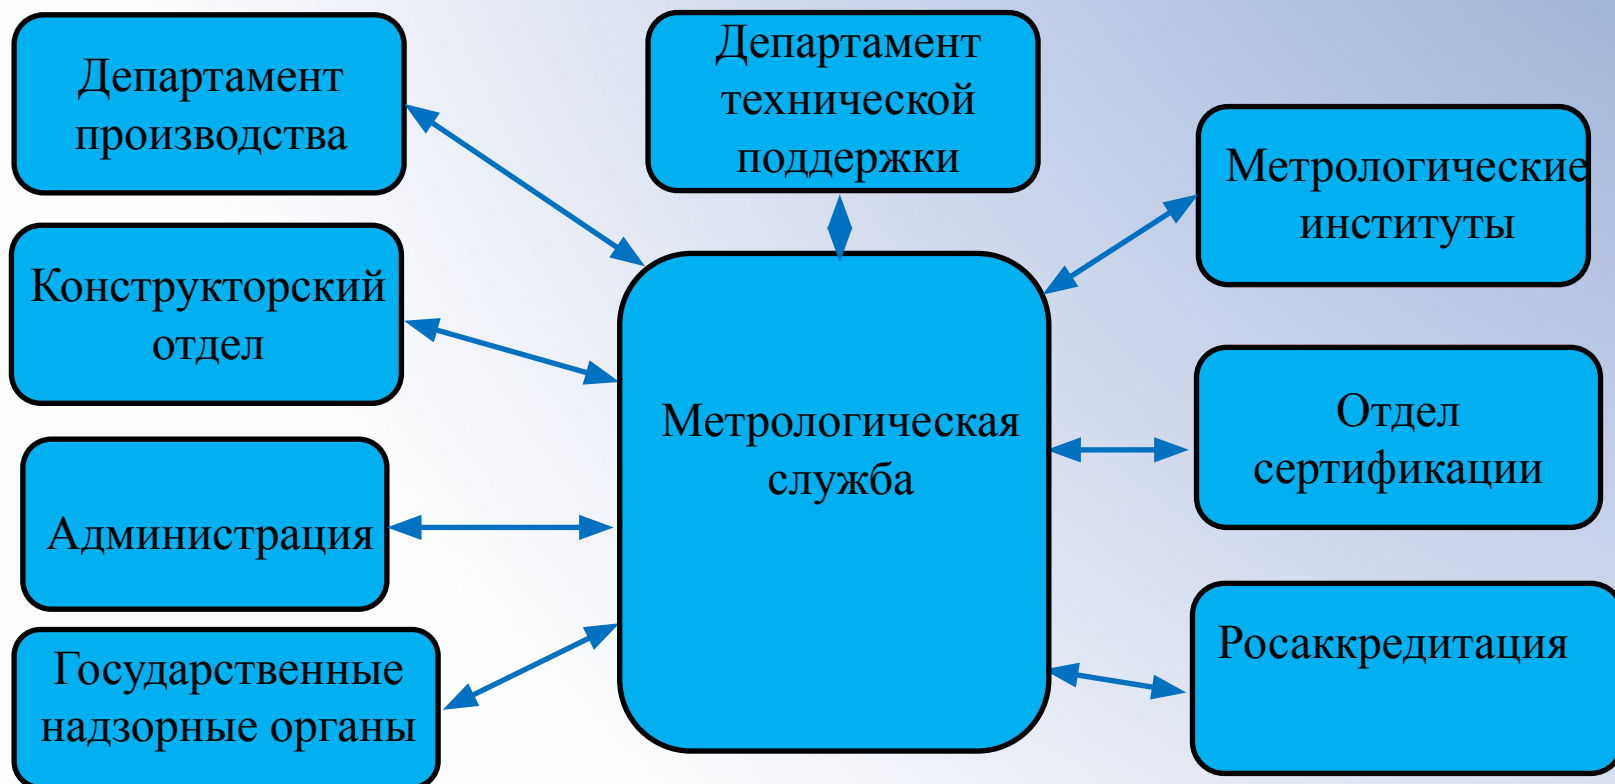 Департамент
производства
Департамент
технической
поддержки
Метрологические
институты
Конструкторский
отдел
Метрологическая
служба
Отдел
сертификации
Администрация
Государственные
надзорные органы
Росаккредитация